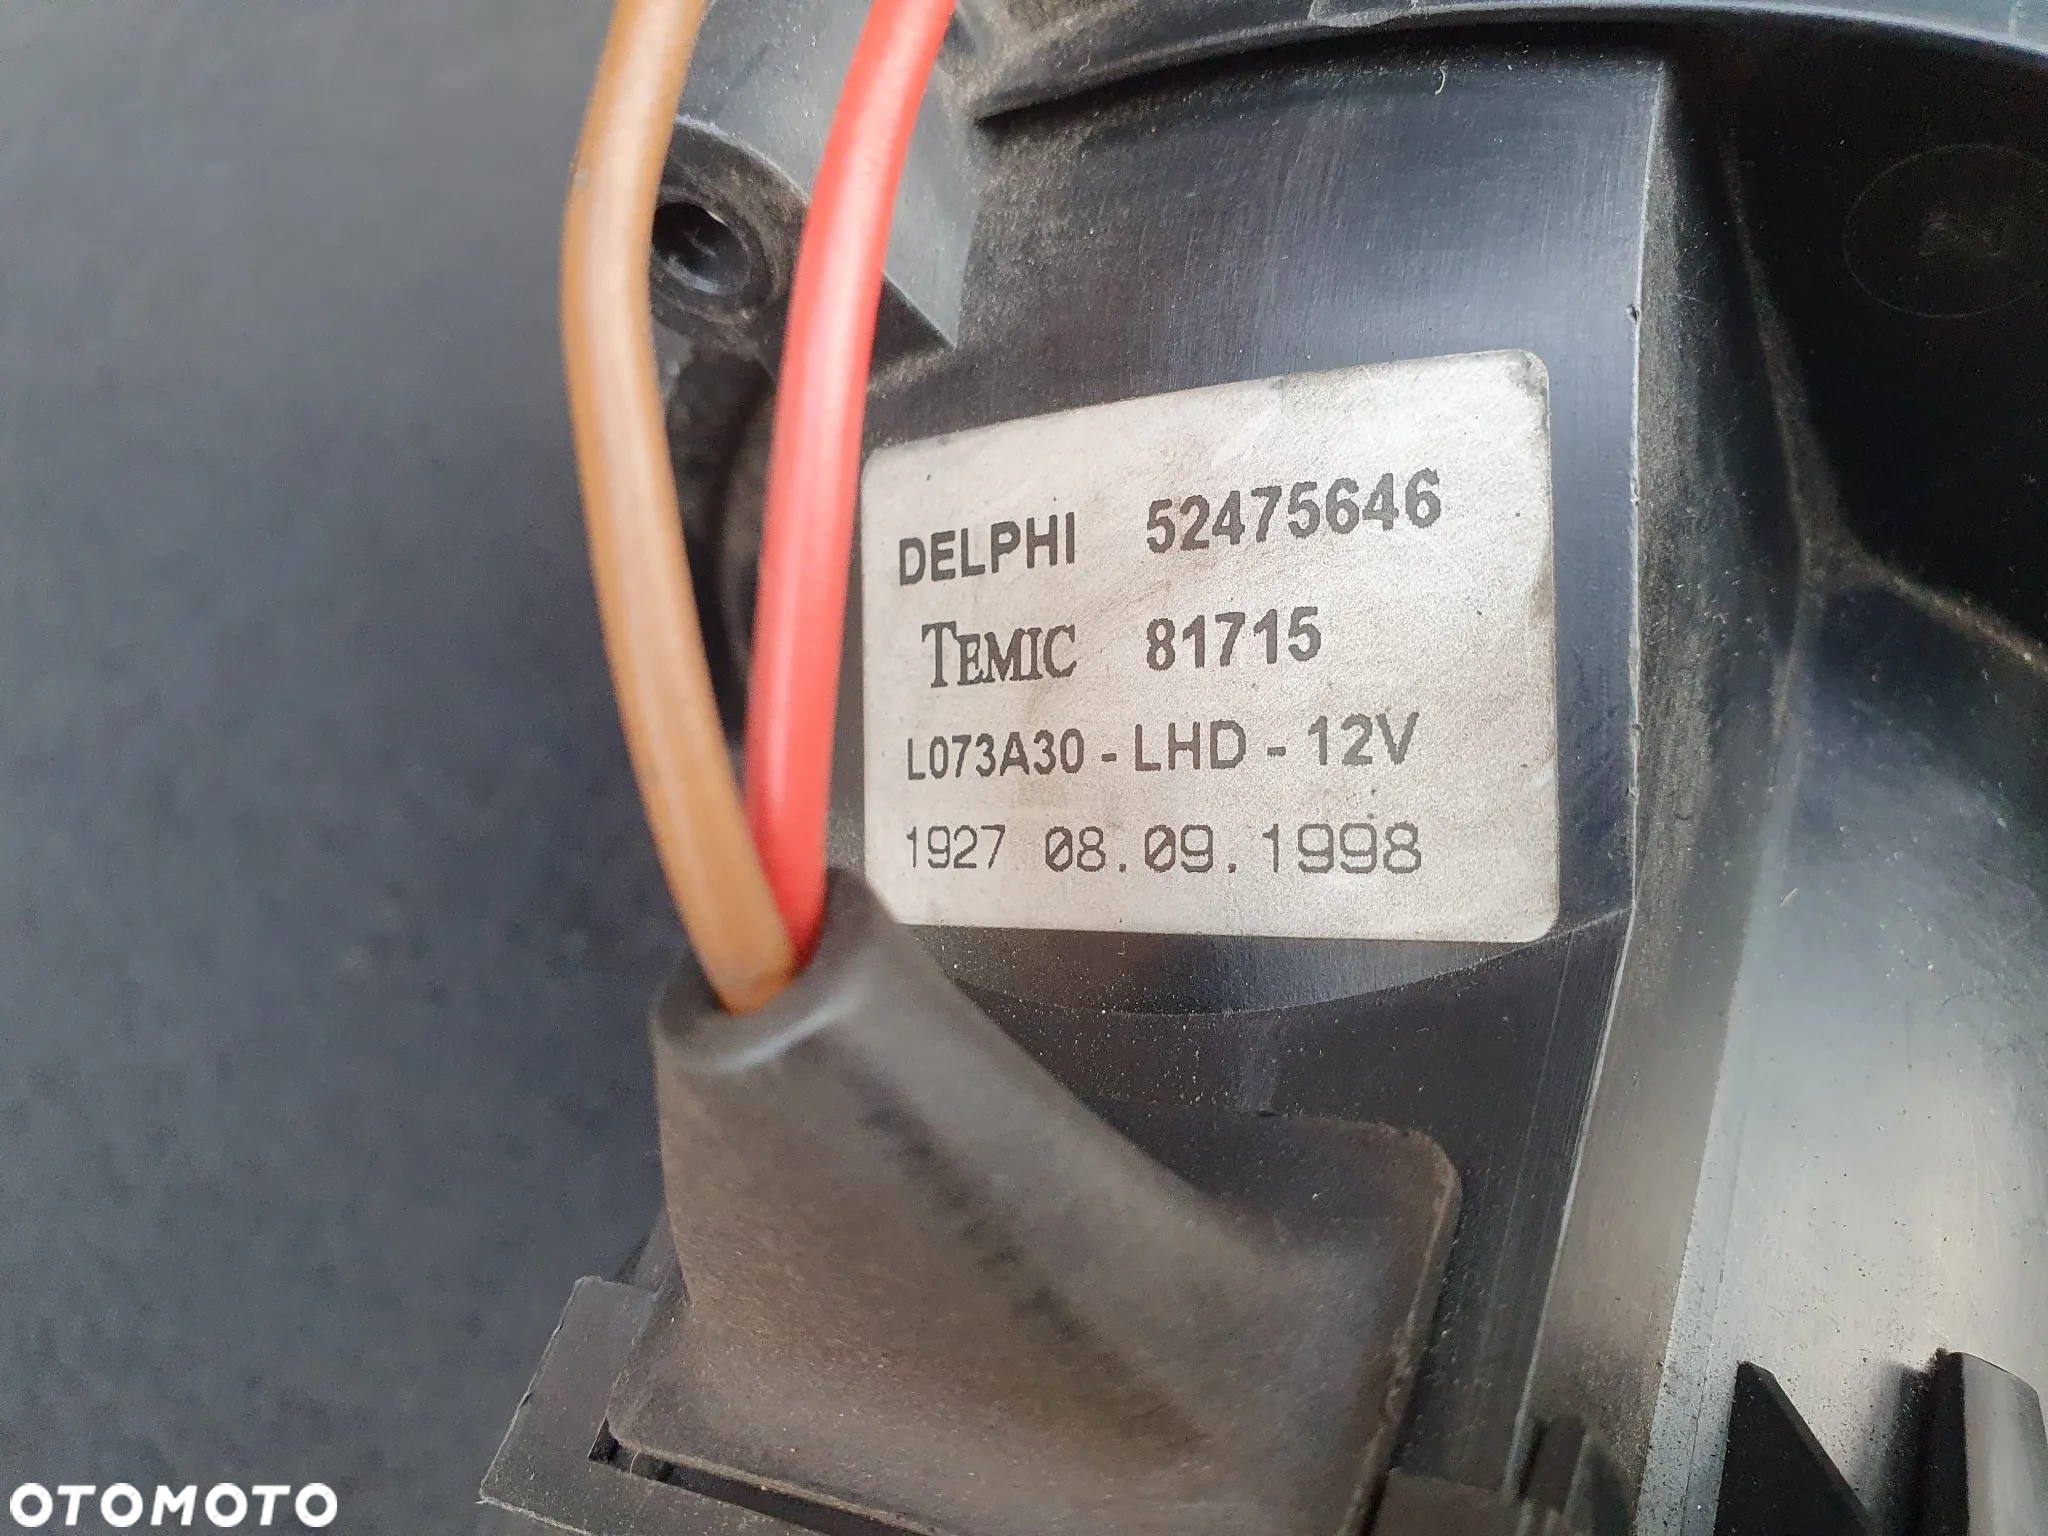 DELPHI 52475646
TEMIC 81715
L073A30 - LHD - 12V
1927 08.09.1998
OTOMOTO